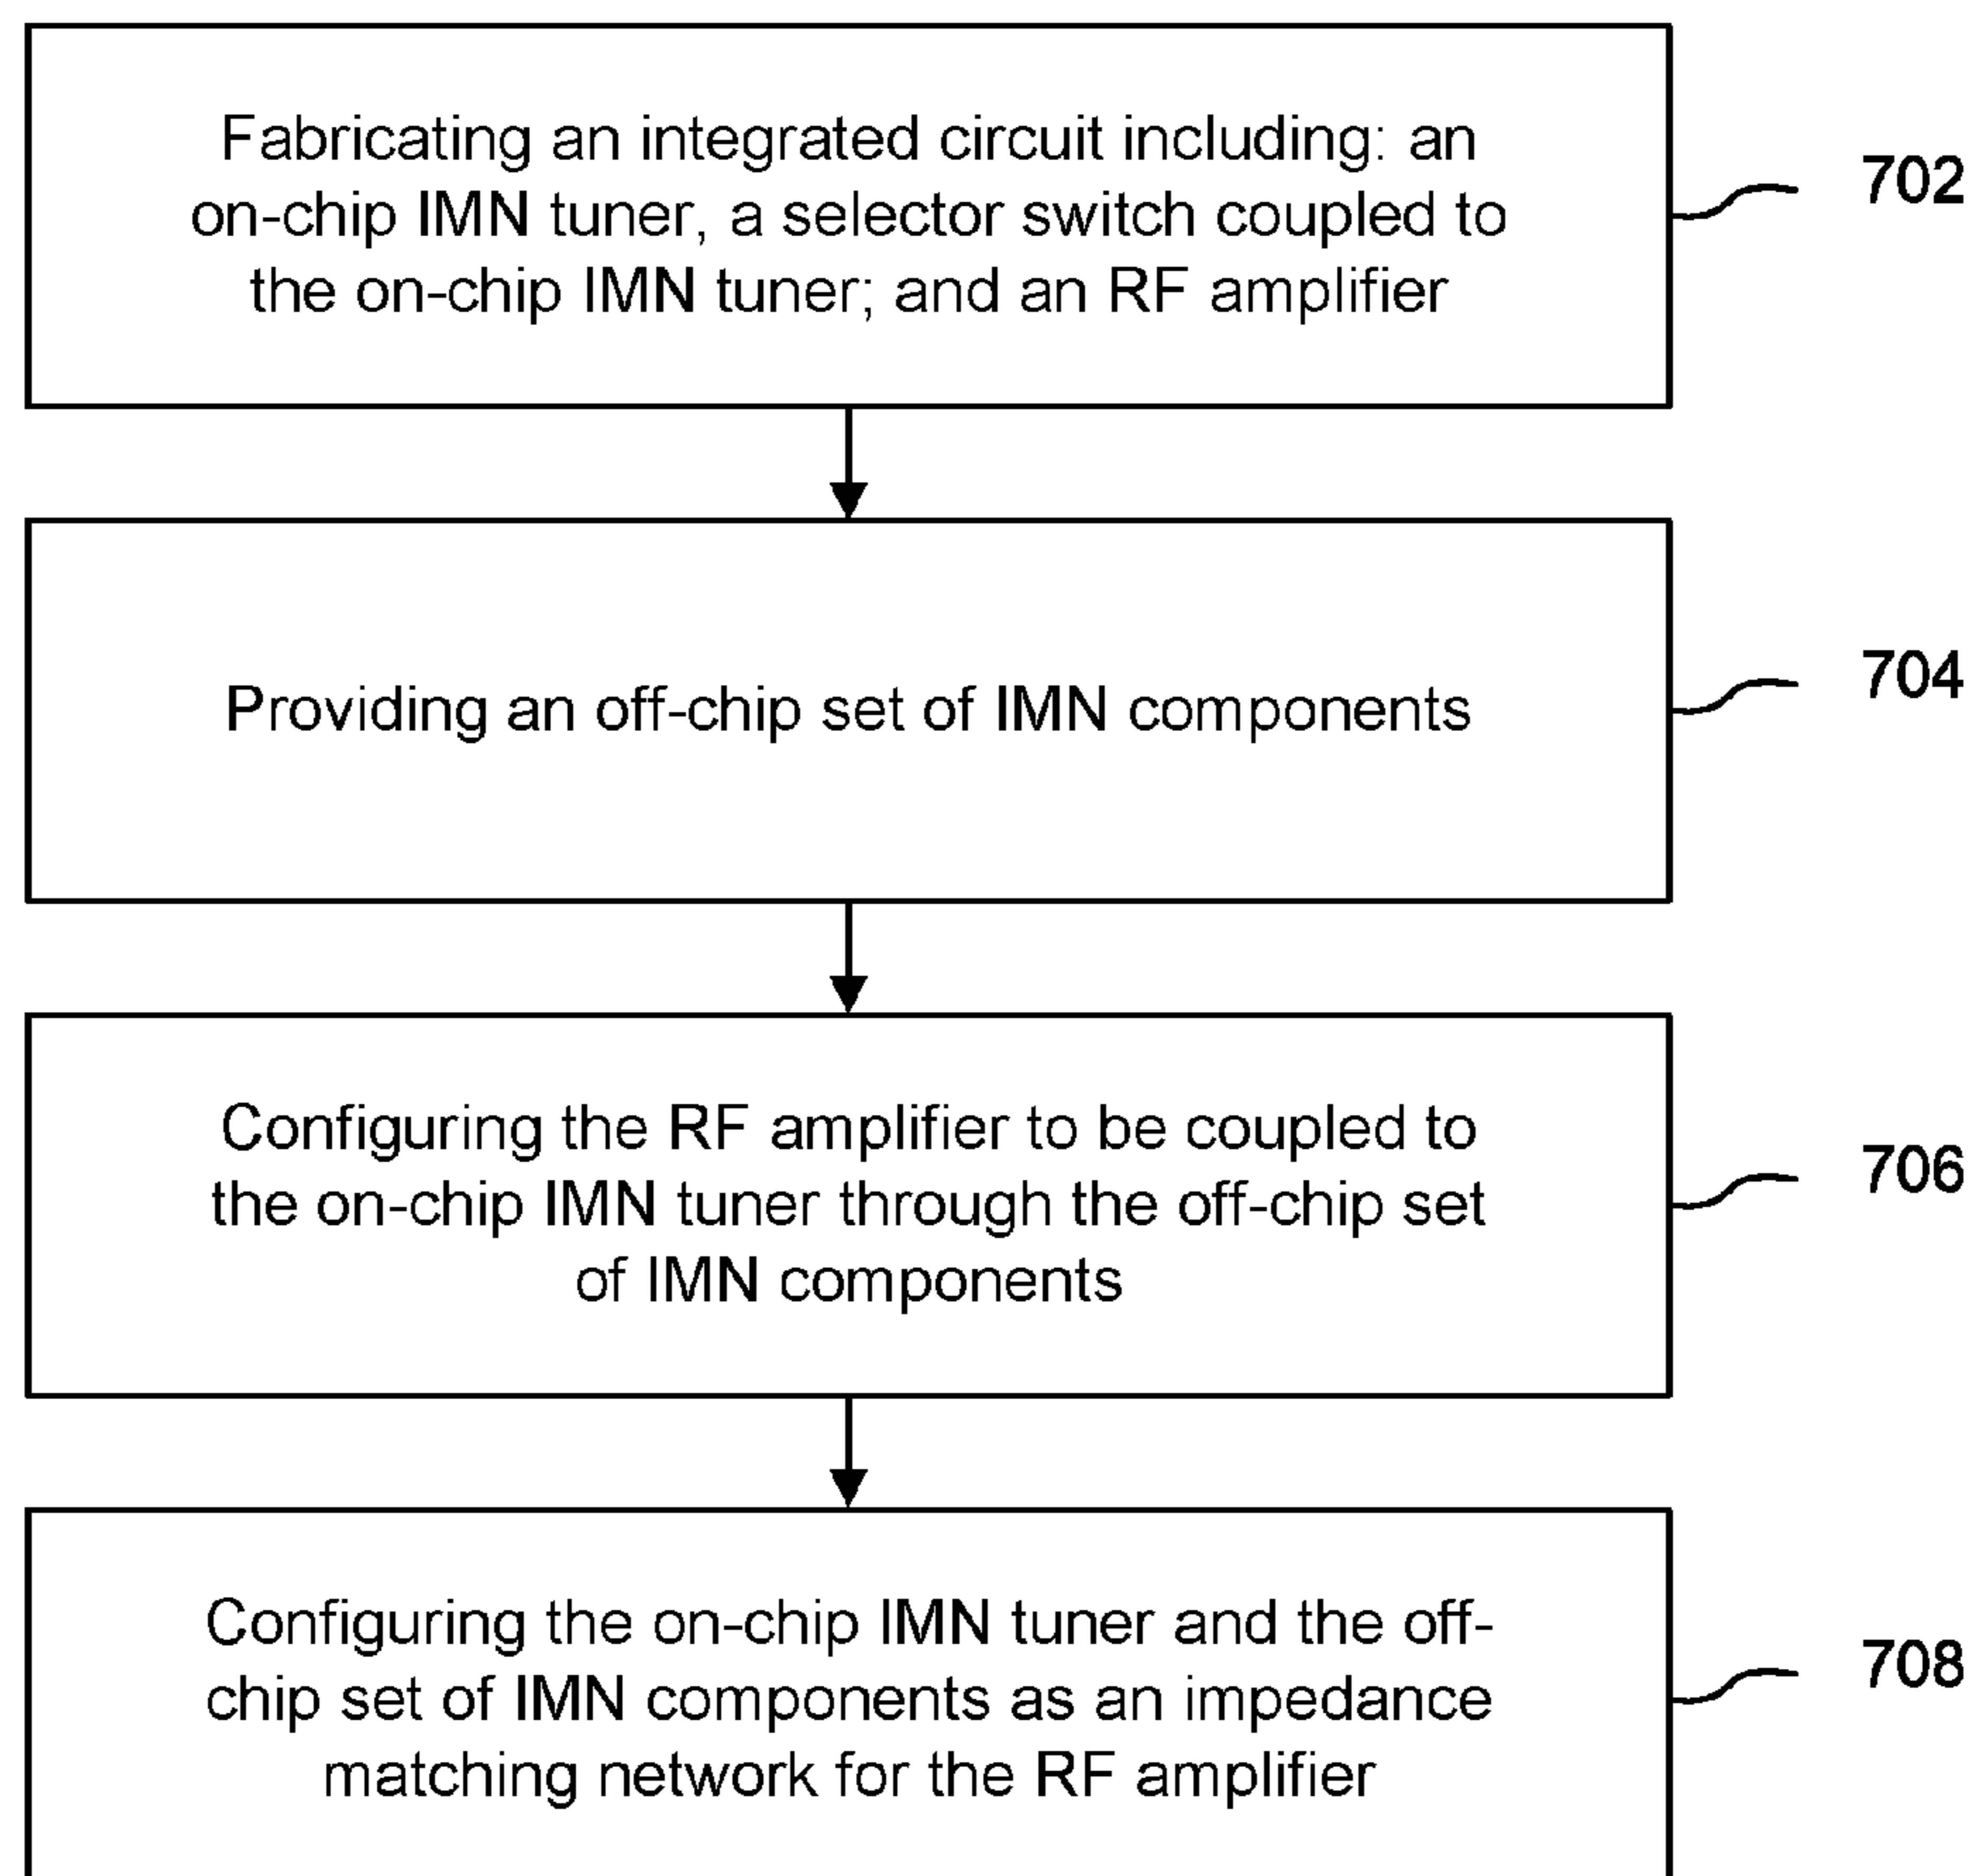 Fabricating an integrated circuit including: an
on-chip IMN tuner, a selector switch coupled to
the on-chip IMN tuner; and an RF amplifier
702
Providing an off-chip set of IMN components
704
Configuring the RF amplifier to be coupled to
the on-chip IMN tuner through the off-chip set
of IMN components
706
Configuring the on-chip IMN tuner and the off-
chip set of IMN components as an impedance
matching network for the RF amplifier
708